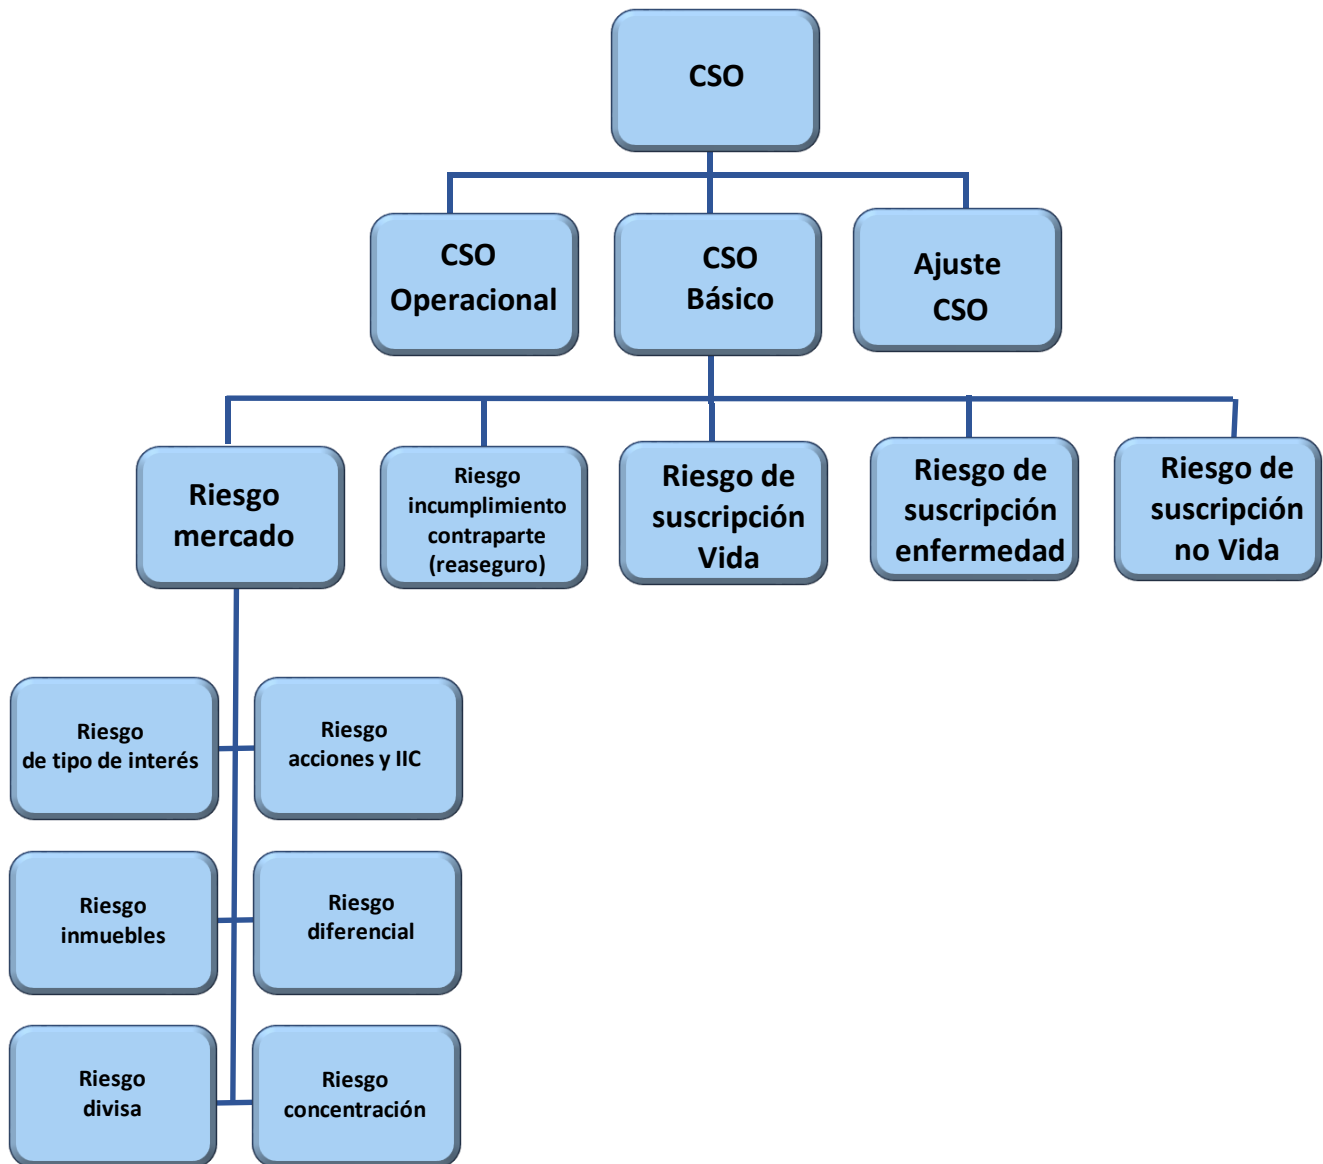 CSO
CSO
Operacional
CSO
Básico
Ajuste
CSO
Riesgo
mercado
Riesgo
incumplimiento
contraparte
(reaseguro)
Riesgo de
suscripción
Vida
Riesgo de
suscripción
enfermedad
Riesgo de
suscripción
no Vida
Riesgo
de tipo de interés
Riesgo
acciones y IIC
Riesgo
inmuebles
Riesgo
diferencial
Riesgo
divisa
Riesgo
concentración